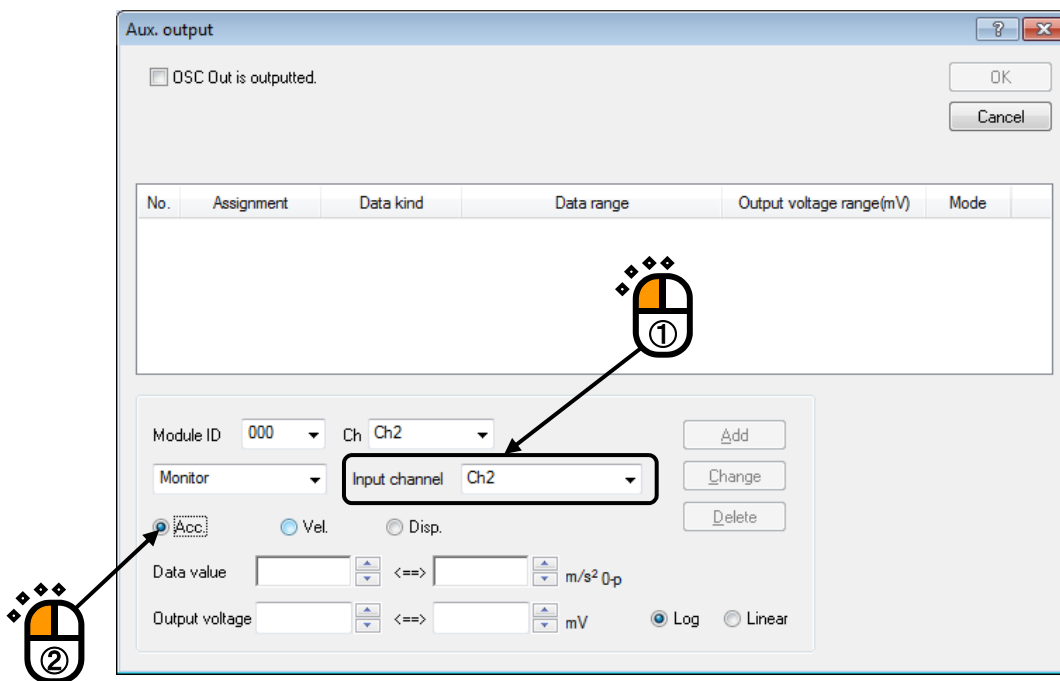 Aux. output
OSC Out is outputted.
OK
Cancel
No. Assignment Data kind Data range Output voltage range(mV) Mode
①
Module ID 000 Ch Ch2 Add
Monitor Input channel Ch2 Change
Delete
Acc. Vel. Disp.
Data value <==> m/s² 0-p
Output voltage <==> mV Log Linear
②